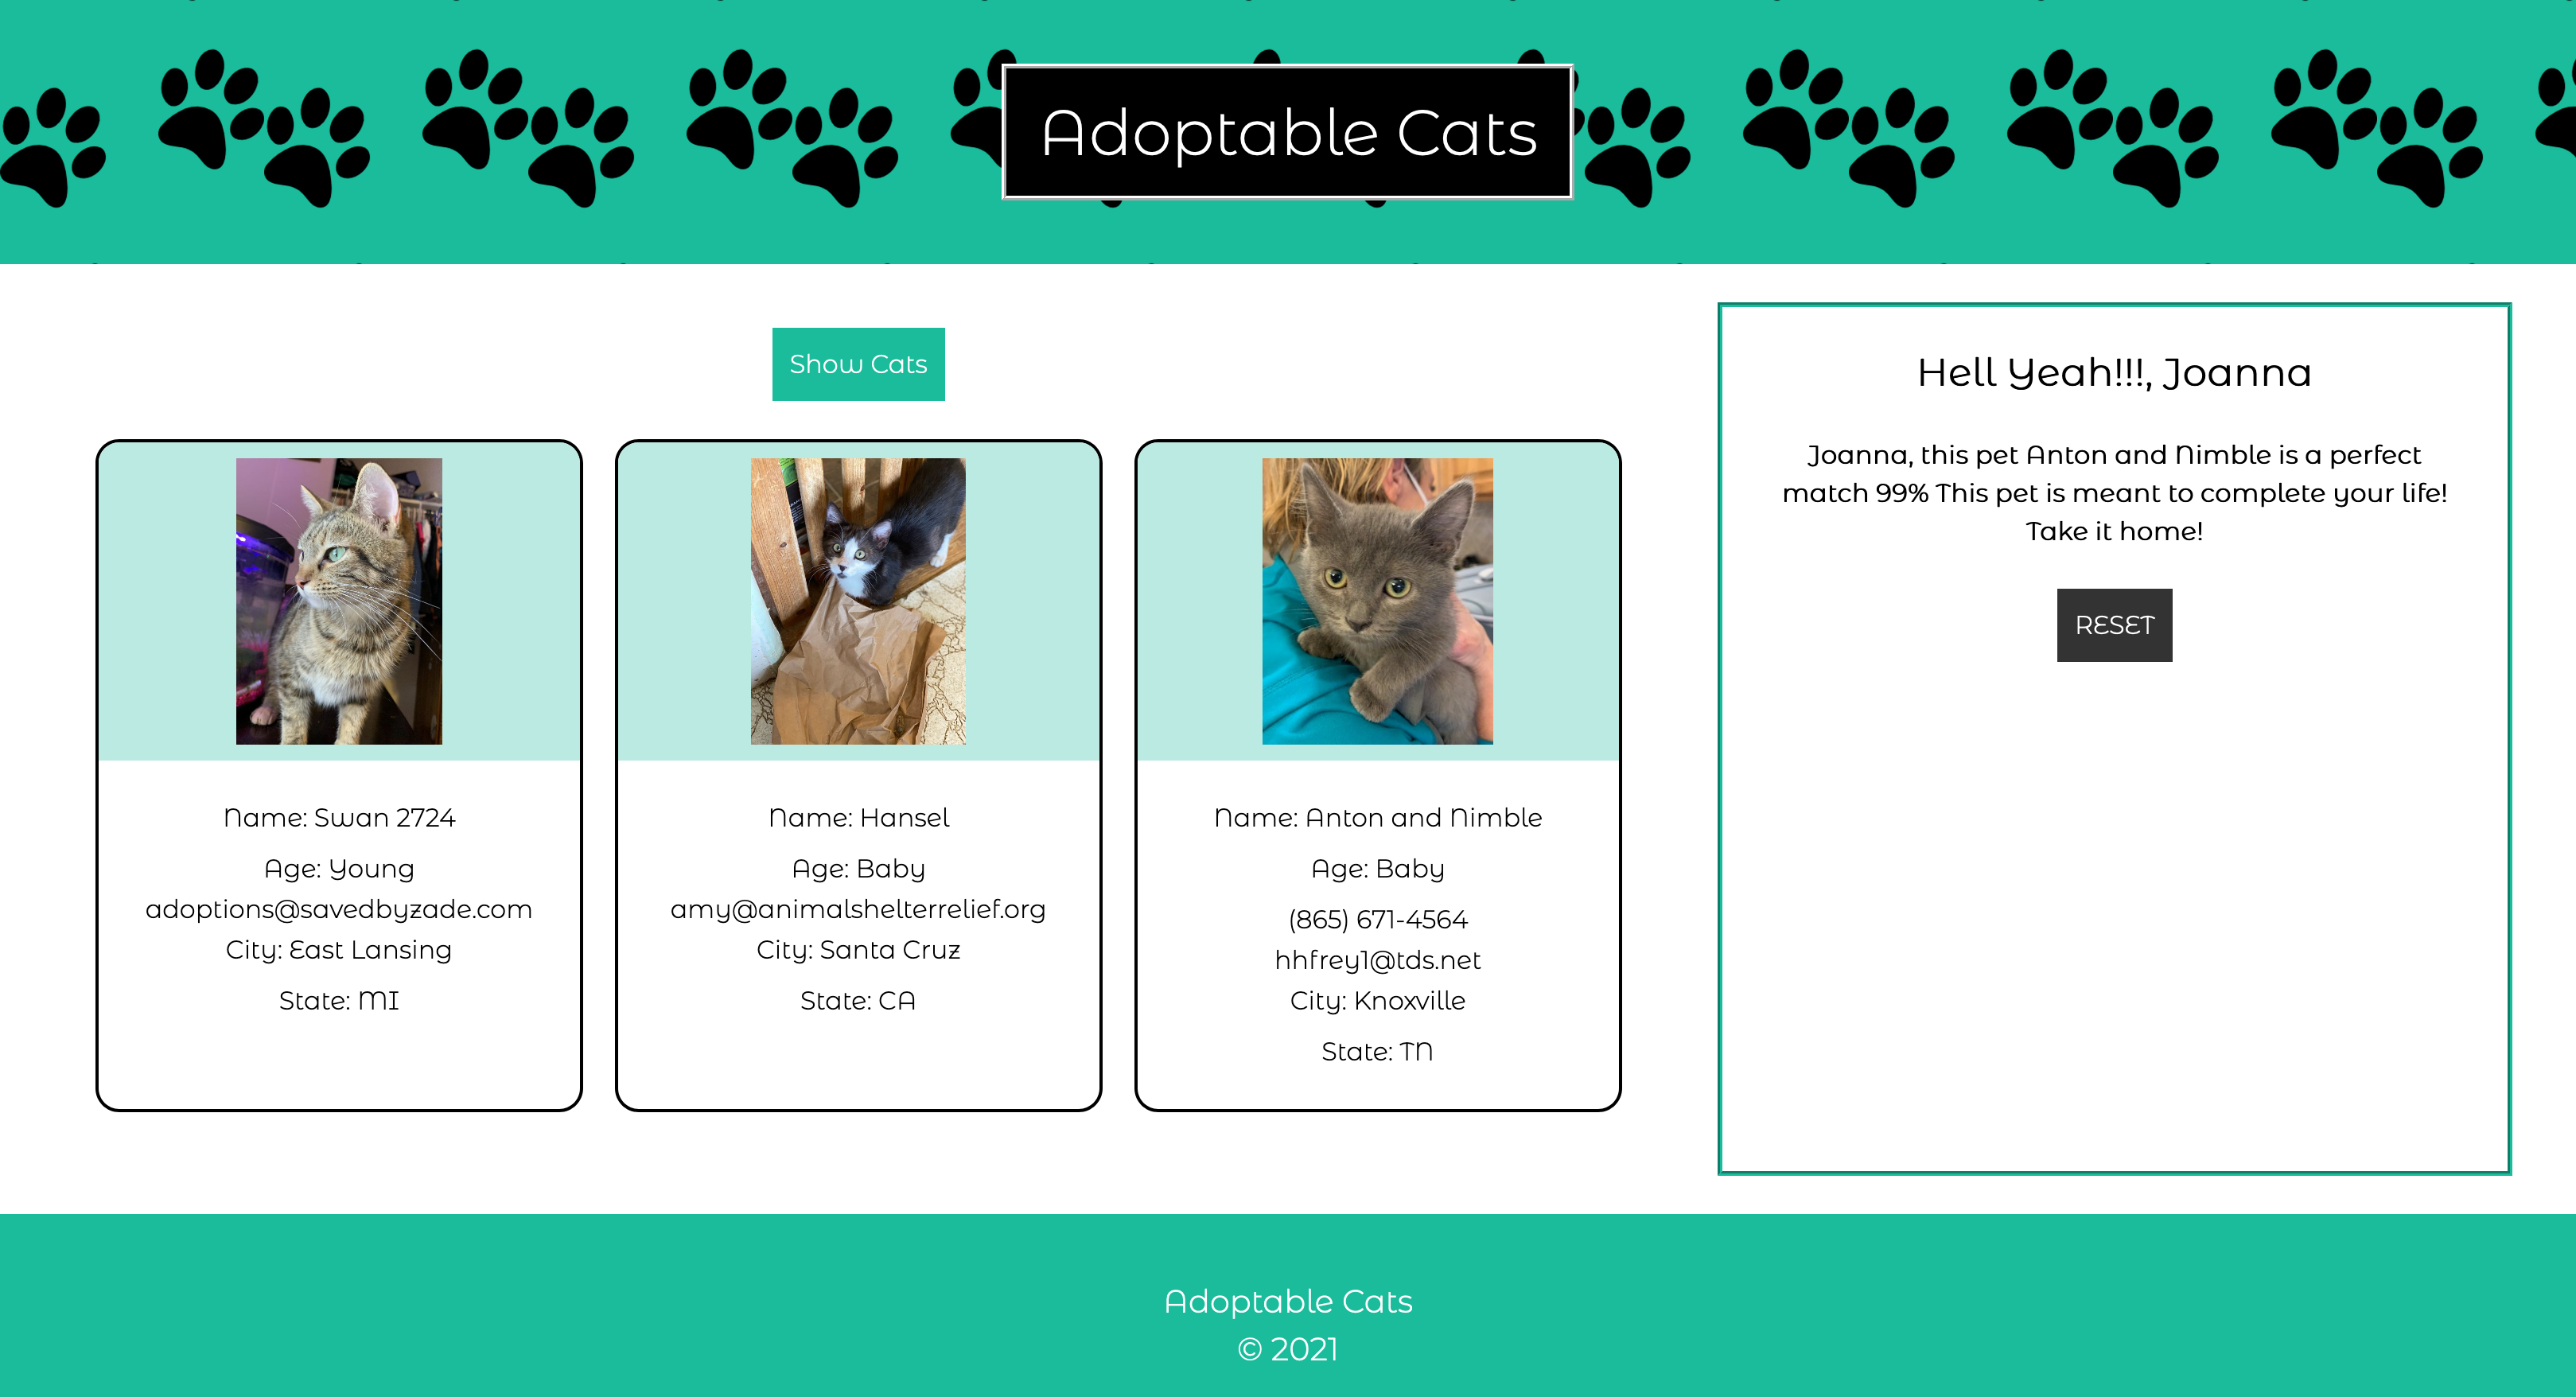 Adoptable Cats
Show Cats
Name: Swan 2724
Age: Young
adoptions@savedbyzade.com
City: East Lansing
State: MI
Name: Hansel
Age: Baby
amy@animalshelterrelief.org
City: Santa Cruz
State: CA
Name: Anton and Nimble
Age: Baby
(865) 671-4564
hhfrey1@tds.net
City: Knoxville
State: TN
Hell Yeah!!!, Joanna
Joanna, this pet Anton and Nimble is a perfect
match 99% This pet is meant to complete your life!
Take it home!
RESET
Adoptable Cats
© 2021